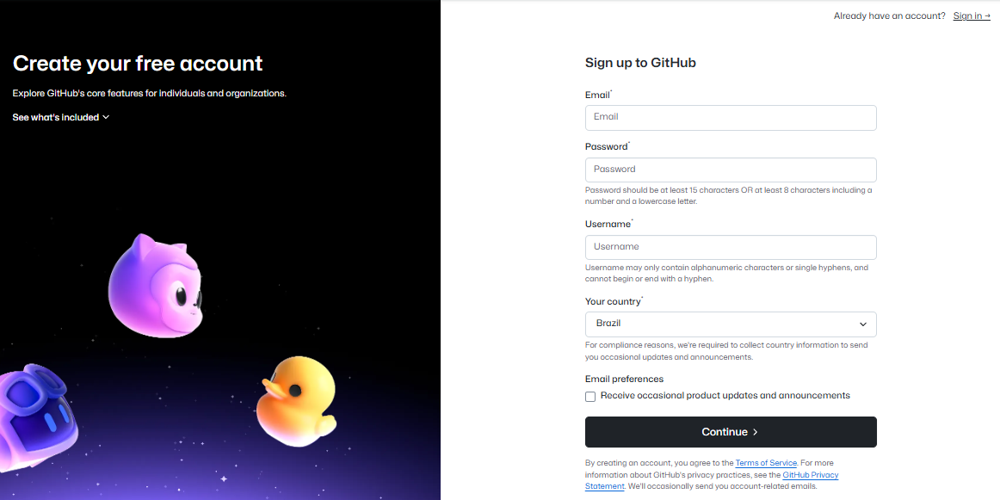 Already have an account? Sign in →
Create your free account
Explore GitHub's core features for individuals and organizations.
See what's included
Sign up to GitHub
Email*
Email
Password*
Password
Password should be at least 15 characters OR at least 8 characters including a
number and a lowercase letter.
Username*
Username
Username may only contain alphanumeric characters or single hyphens, and
cannot begin or end with a hyphen.
Your country*
Brazil
For compliance reasons, we're required to collect country information to send
you occasional updates and announcements.
Email preferences
Receive occasional product updates and announcements
Continue
By creating an account, you agree to the Terms of Service. For more
information about GitHub's privacy practices, see the GitHub Privacy
Statement. We'll occasionally send you account-related emails.